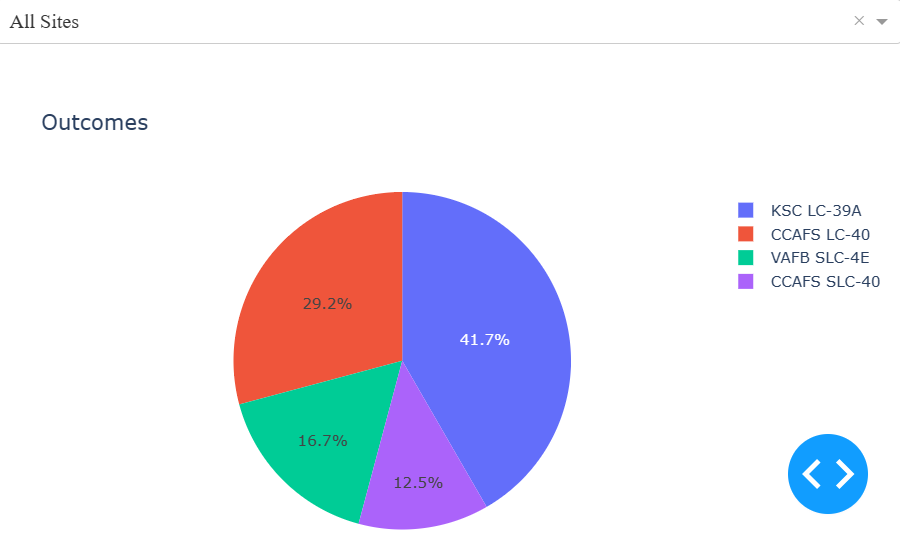 All Sites
Outcomes
KSC LC-39A
CCAFS LC-40
VAFB SLC-4E
CCAFS SLC-40
29.2%
41.7%
16.7%
12.5%